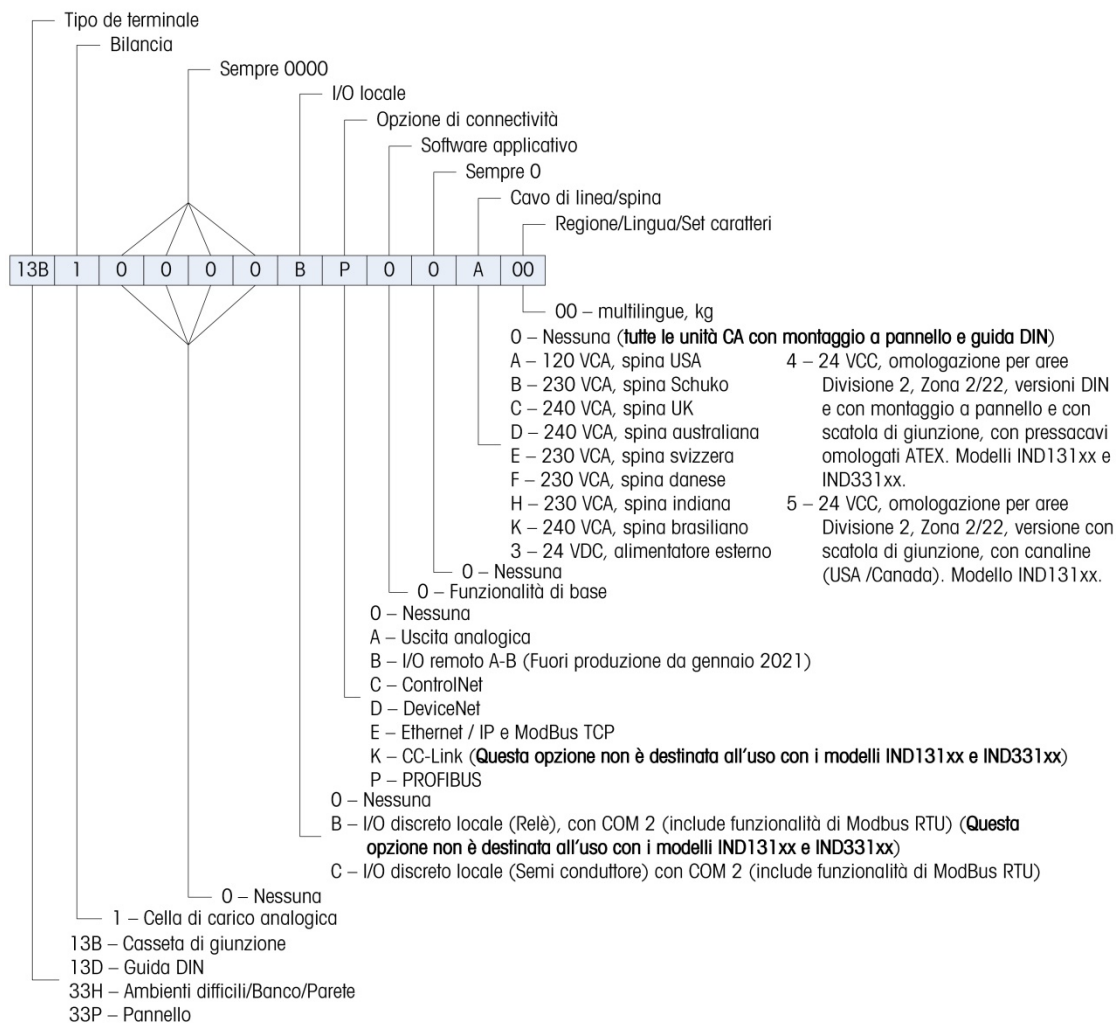 Tipo de terminale
Bilancia
Sempre 0000
I/O locale
Opzione di connettività
Software applicativo
Sempre 0
Cavo di linea/spina
Regione/Lingua/Set caratteri
13B 1 0 0 0 0 B P 0 0 A 00
00 – multilingue, kg
0 – Nessuna (tutte le unità CA con montaggio a pannello e guida DIN)
A – 120 VCA, spina USA
B – 230 VCA, spina Schuko
C – 240 VCA, spina UK
D – 240 VCA, spina australiana
E – 230 VCA, spina svizzera
F – 230 VCA, spina danese
H – 230 VCA, spina indiana
K – 240 VCA, spina brasiliano
3 – 24 VDC, alimentatore esterno
4 – 24 VCC, omologazione per aree
Divisione 2, Zona 2/22, versioni DIN
e con montaggio a pannello e con
scatola di giunzione, con pressacavi
omologati ATEX. Modelli IND131xx e
IND331xx.
5 – 24 VCC, omologazione per aree
Divisione 2, Zona 2/22, versione con
scatola di giunzione, con canaline
(USA /Canada). Modello IND131xx.
0 – Nessuna
0 – Funzionalità di base
0 – Nessuna
A – Uscita analogica
B – I/O remoto A-B (Fuori produzione da gennaio 2021)
C – ControlNet
D – DeviceNet
E – Ethernet / IP e ModBus TCP
K – CC-Link (Questa opzione non è destinata all'uso con i modelli IND131xx e IND331xx)
P – PROFIBUS
0 – Nessuna
B – I/O discreto locale (Relè), con COM 2 (include funzionalità di Modbus RTU) (Questa
opzione non è destinata all'uso con i modelli IND131xx e IND331xx)
C – I/O discreto locale (Semi conduttore) con COM 2 (include funzionalità di ModBus RTU)
0 – Nessuna
1 – Cella di carico analogica
13B – Casseta di giunzione
13D – Guida DIN
33H – Ambienti difficili/Banco/Parete
33P – Pannello